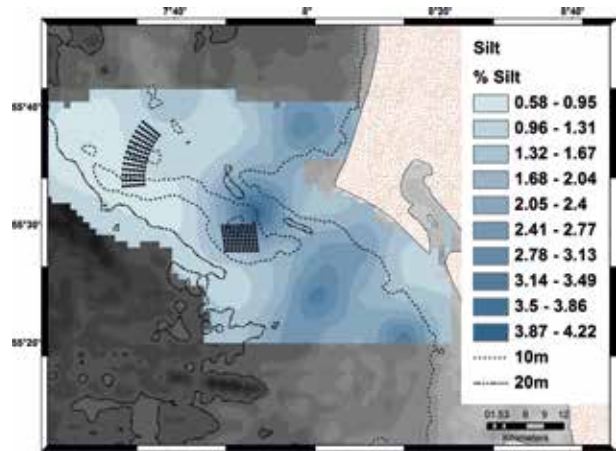 7°40' 8° 8°20' 8°40'
55°40'
55°30'
55°20'
Silt
% Silt
0.58 - 0.95
0.96 - 1.31
1.32 - 1.67
1.68 - 2.04
2.05 - 2.4
2.41 - 2.77
2.78 - 3.13
3.14 - 3.49
3.5 - 3.86
3.87 - 4.22
10m
20m
Kilometers